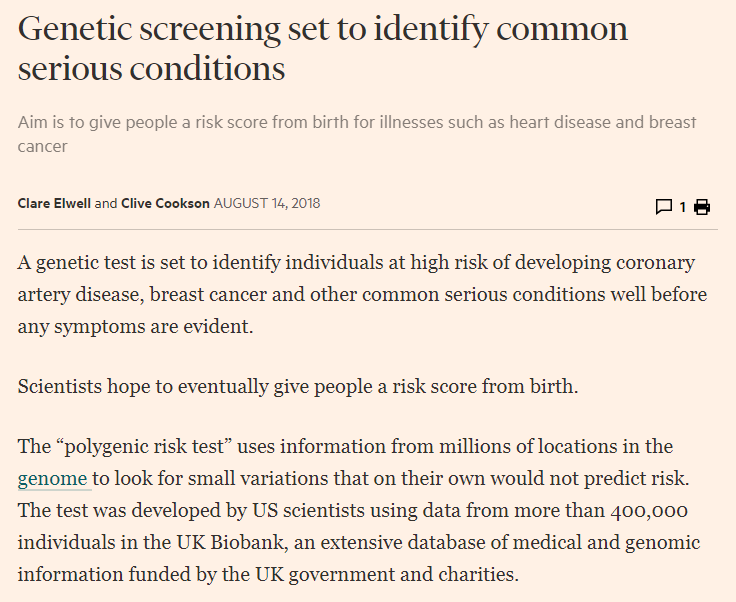 Genetic screening set to identify common
serious conditions
Aim is to give people a risk score from birth for illnesses such as heart disease and breast
cancer
Clare Elwell and Clive Cookson AUGUST 14, 2018 1
A genetic test is set to identify individuals at high risk of developing coronary
artery disease, breast cancer and other common serious conditions well before
any symptoms are evident.
Scientists hope to eventually give people a risk score from birth.
The “polygenic risk test” uses information from millions of locations in the
genome to look for small variations that on their own would not predict risk.
The test was developed by US scientists using data from more than 400,000
individuals in the UK Biobank, an extensive database of medical and genomic
information funded by the UK government and charities.